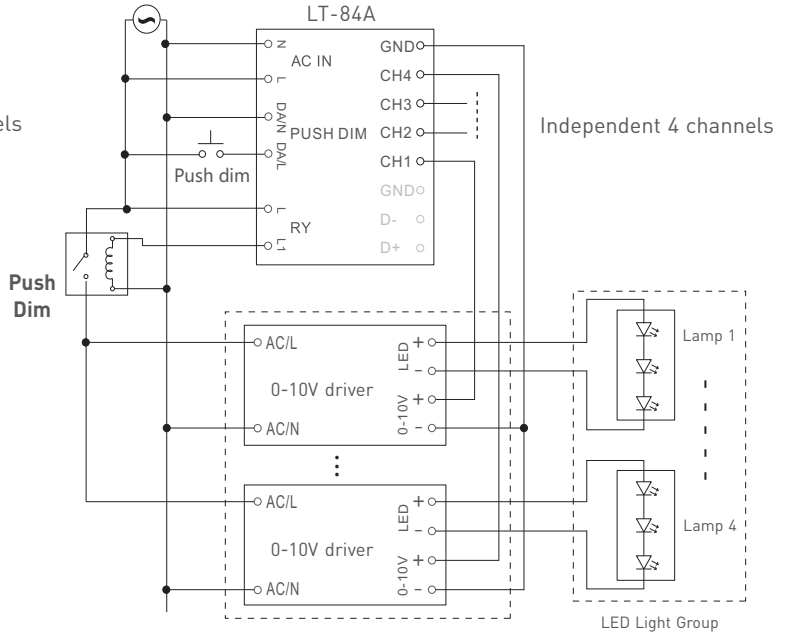 LT-84A
N
AC IN
L
DA/N
PUSH DIM
DA/L
L
RY
L1
GND
CH4
CH3
CH2
CH1
GND
D-
D+
els
Independent 4 channels
Push dim
Push
Dim
AC/L
0-10V driver
AC/N
LED
+
-
0-10V
+
-
AC/L
0-10V driver
AC/N
LED
+
-
0-10V
+
-
Lamp 1
Lamp 4
LED Light Group